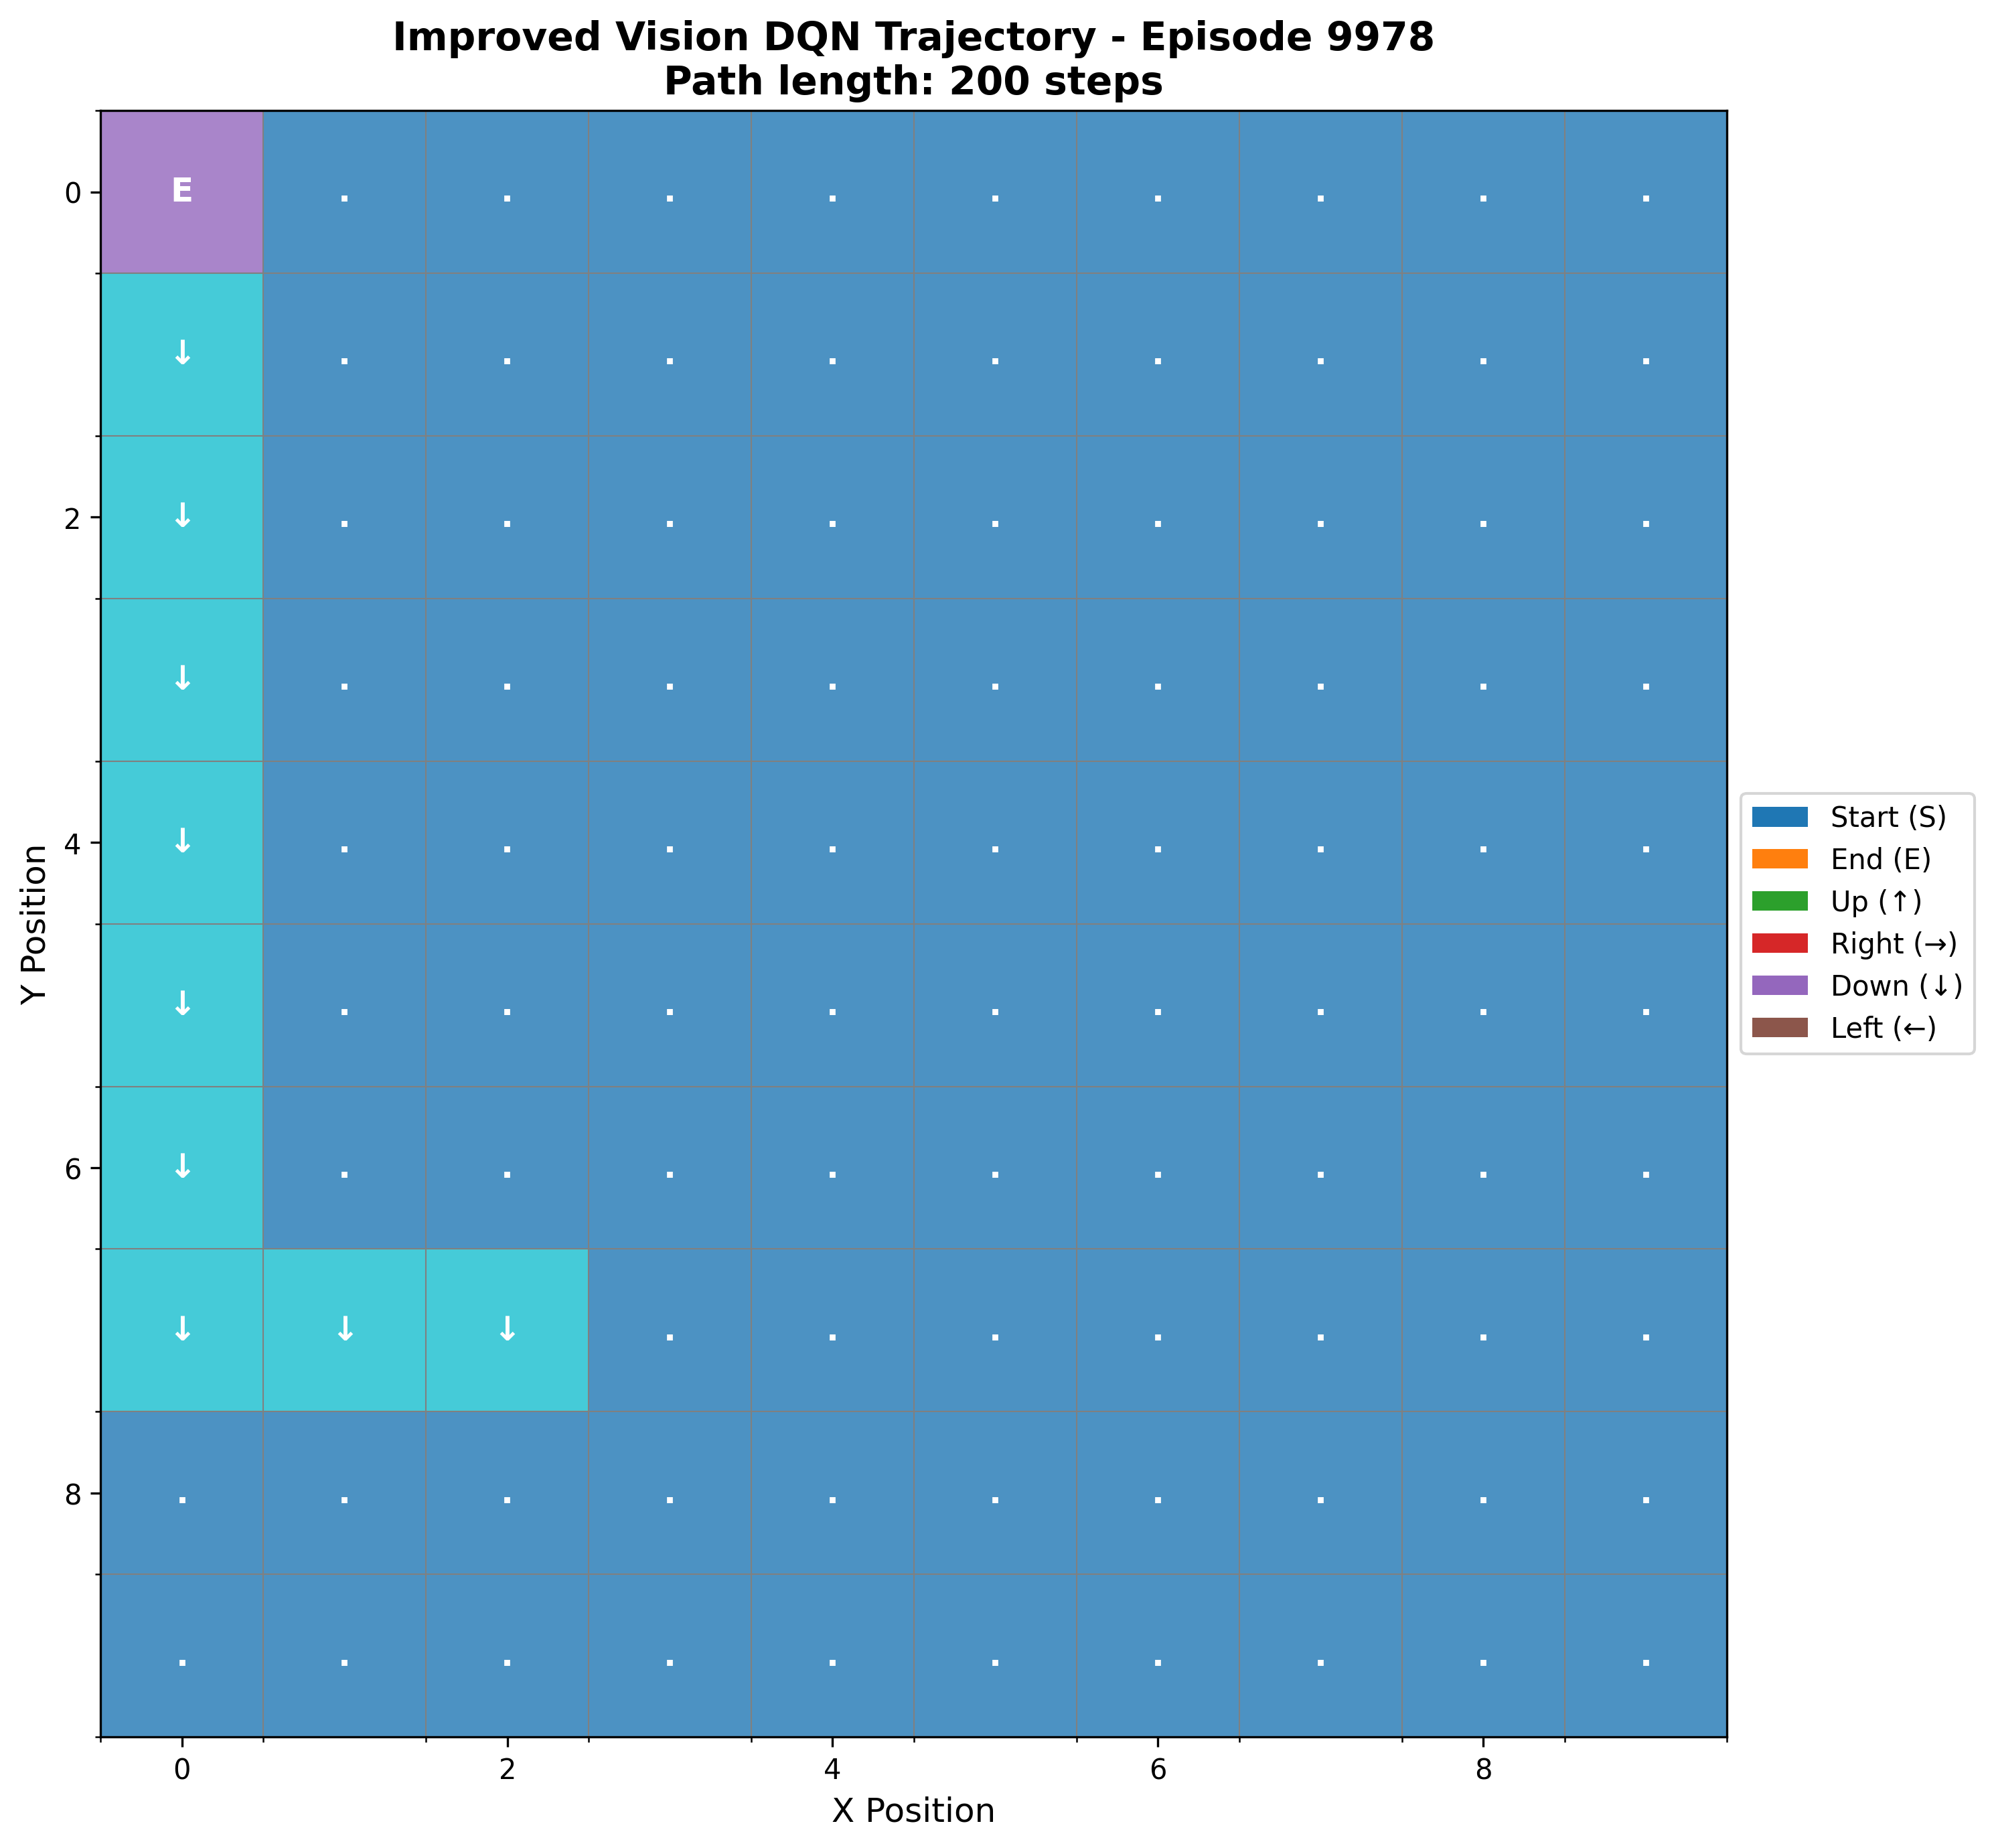 Improved Vision DQN Trajectory - Episode 9978
Path length: 200 steps
0 E . . . . . . . . .
↓ . . . . . . . . .
2 ↓ . . . . . . . . .
↓ . . . . . . . . .
4 ↓ . . . . . . . . .
↓ . . . . . . . . .
6 ↓ . . . . . . . . .
↓ ↓ ↓ . . . . . . .
8 . . . . . . . . . .
. . . . . . . . . .
0 2 4 6 8
X Position
Y Position
Start (S)
End (E)
Up (↑)
Right (→)
Down (↓)
Left (←)